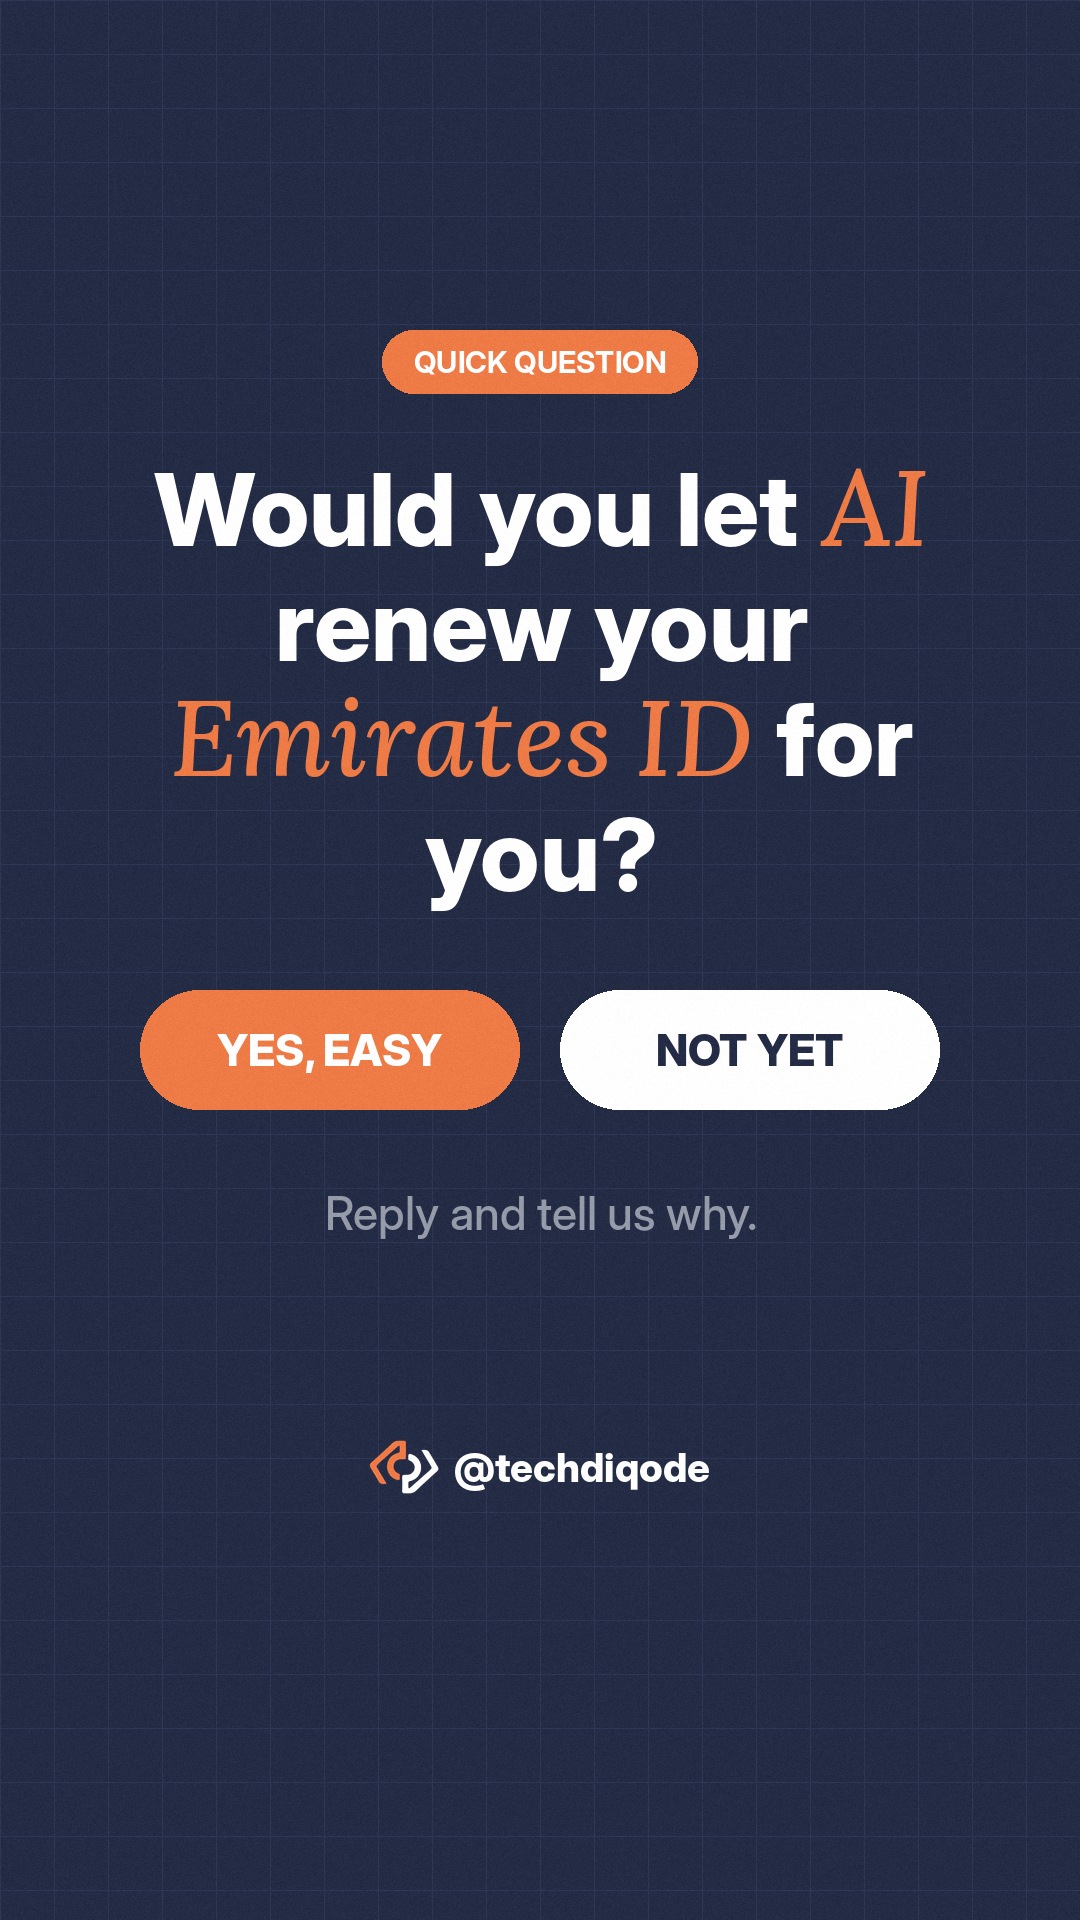 QUICK QUESTION
Would you let AI
renew your
Emirates ID for
you?
YES, EASY
NOT YET
Reply and tell us why.
@techdiqode